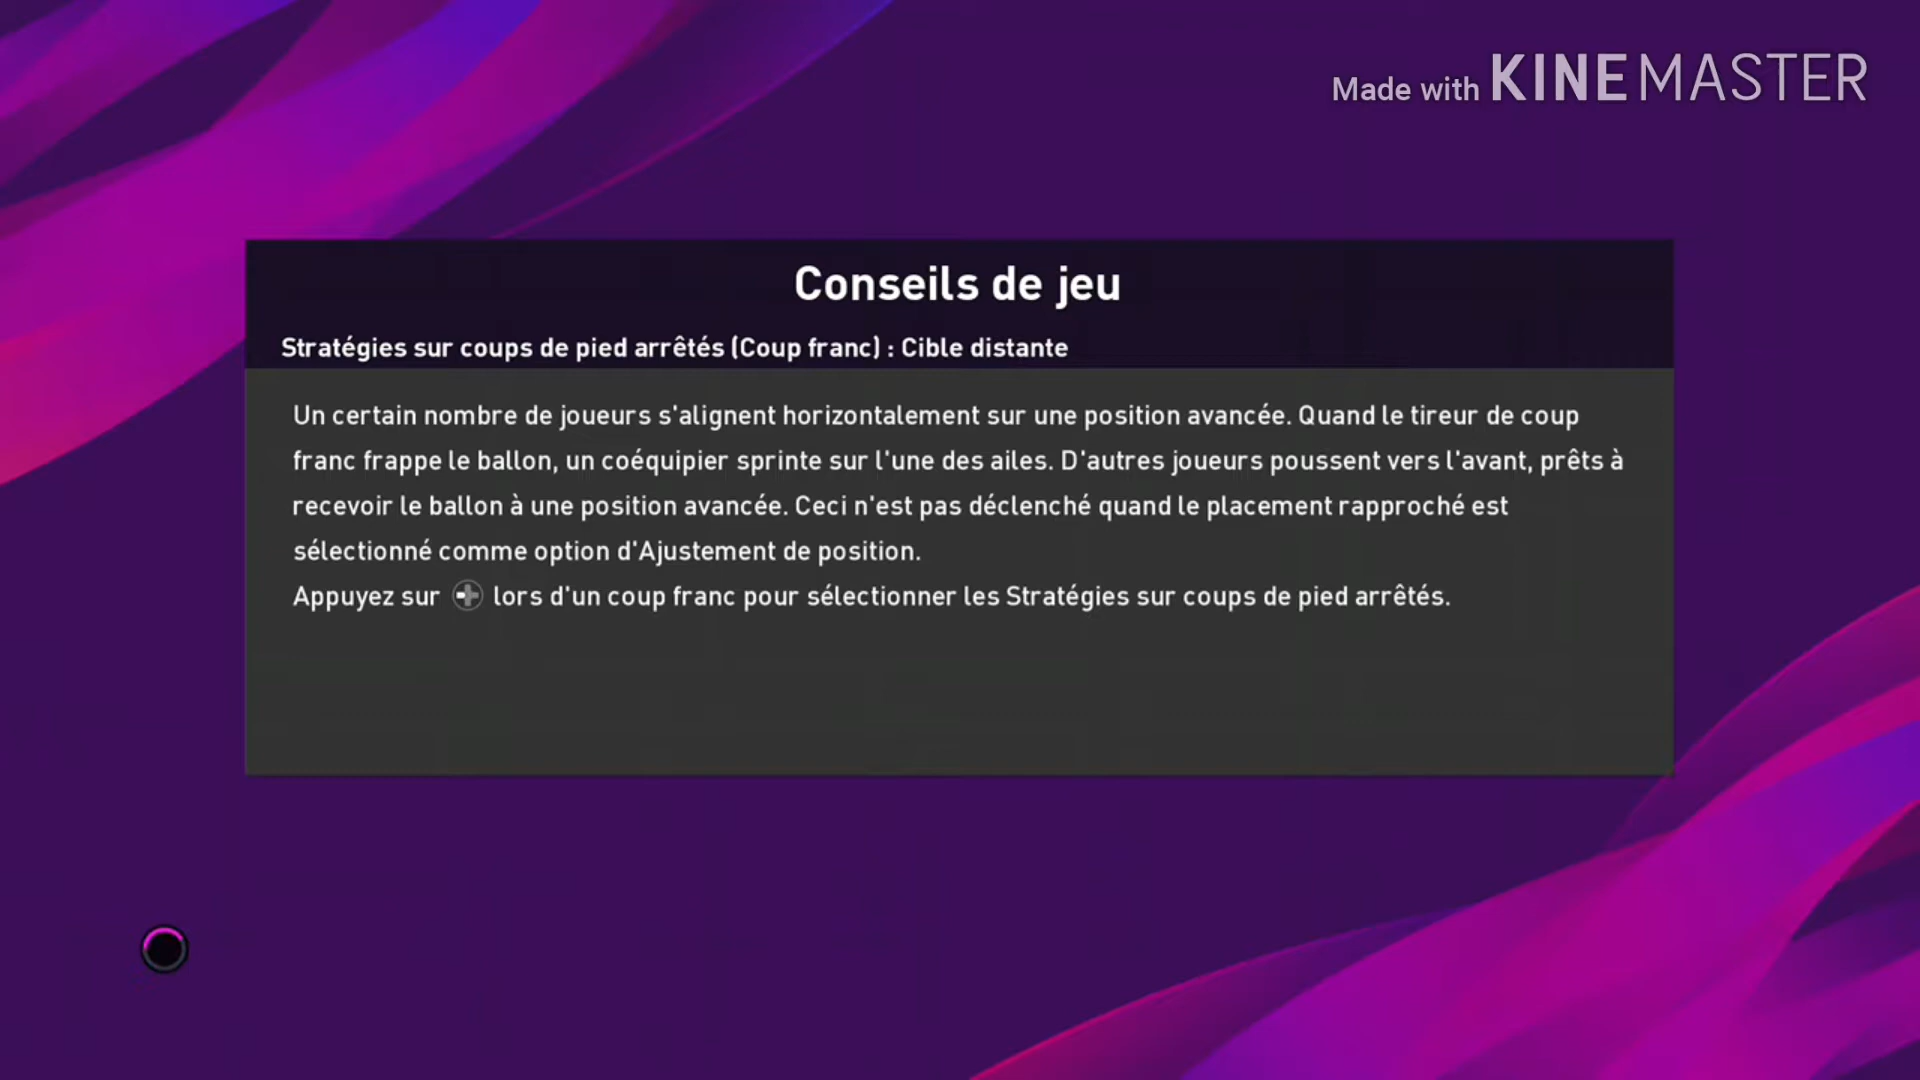 Made with KINEMASTER
Conseils de jeu
Stratégies sur coups de pied arrêtés (Coup franc) : Cible distante
Un certain nombre de joueurs s'alignent horizontalement sur une position avancée. Quand le tireur de coup
franc frappe le ballon, un coéquipier sprinte sur l'une des ailes. D'autres joueurs poussent vers l'avant, prêts à
recevoir le ballon à une position avancée. Ceci n'est pas déclenché quand le placement rapproché est
sélectionné comme option d'Ajustement de position.
Appuyez sur lors d'un coup franc pour sélectionner les Stratégies sur coups de pied arrêtés.